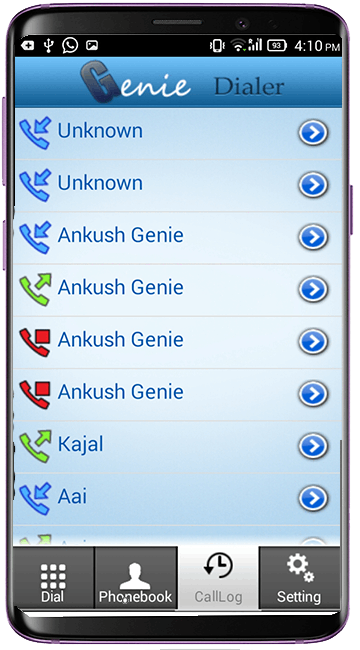 93 4:10 PM
Genie Dialer
Unknown
Unknown
Ankush Genie
Ankush Genie
Ankush Genie
Ankush Genie
Kajal
Aai
Dial
Phonebook
CallLog
Setting